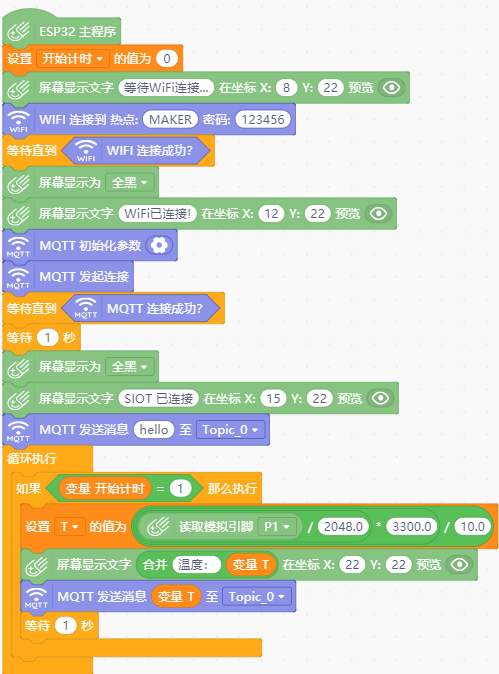 ESP32 主程序
设置 开始计时 的值为 0
屏幕显示文字 等待WiFi连接... 在坐标 X: 8 Y: 22 预览
WIFI WIFI 连接到 热点: MAKER 密码: 123456
等待直到 WIFI WIFI 连接成功?
屏幕显示为 全黑
屏幕显示文字 WiFi已连接! 在坐标 X: 12 Y: 22 预览
MQTT MQTT 初始化参数
MQTT MQTT 发起连接
等待直到 MQTT MQTT 连接成功?
等待 1 秒
屏幕显示为 全黑
屏幕显示文字 SIOT 已连接 在坐标 X: 15 Y: 22 预览
MQTT MQTT 发送消息 hello 至 Topic_0
循环执行
如果 变量 开始计时 = 1 那么执行
设置 T 的值为 读取模拟引脚 P1 / 2048.0 * 3300.0 / 10.0
屏幕显示文字 合并 温度: 变量 T 在坐标 X: 22 Y: 22 预览
MQTT MQTT 发送消息 变量 T 至 Topic_0
等待 1 秒